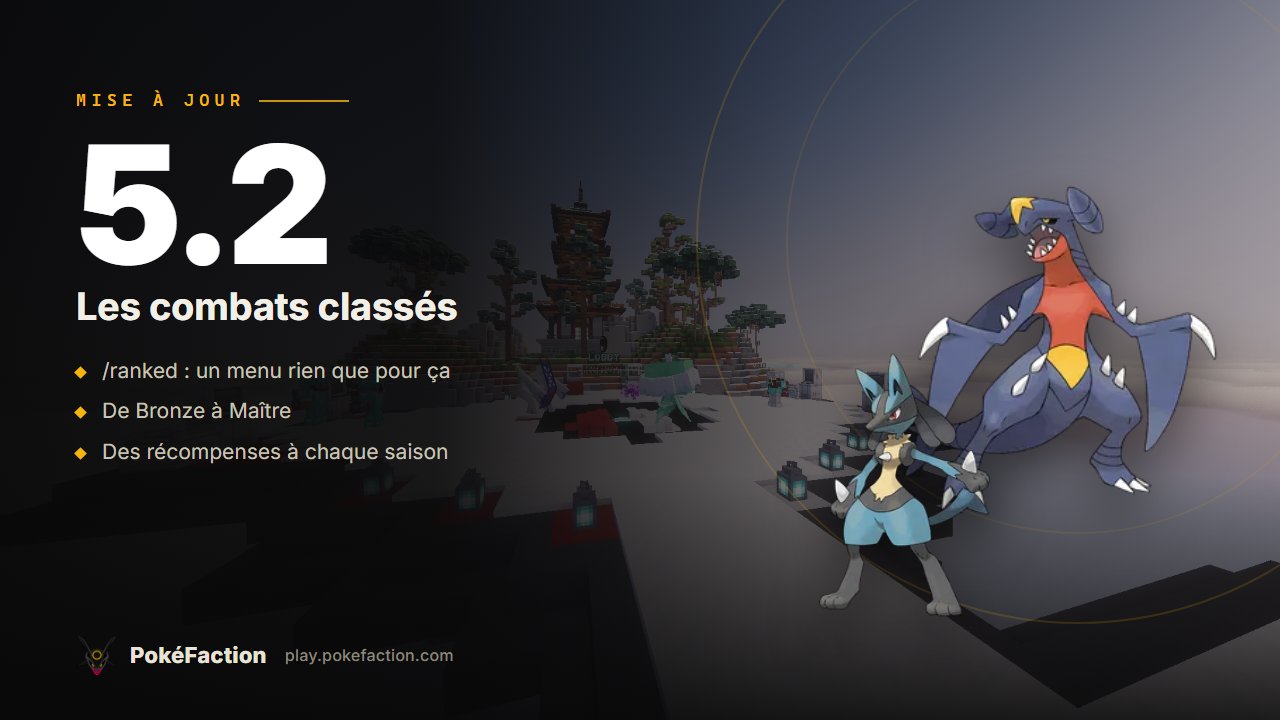 MISE À JOUR
5.2
Les combats classés
/ranked : un menu rien que pour ça
De Bronze à Maître
Des récompenses à chaque saison
LOBBY
PokéFaction play.pokefaction.com